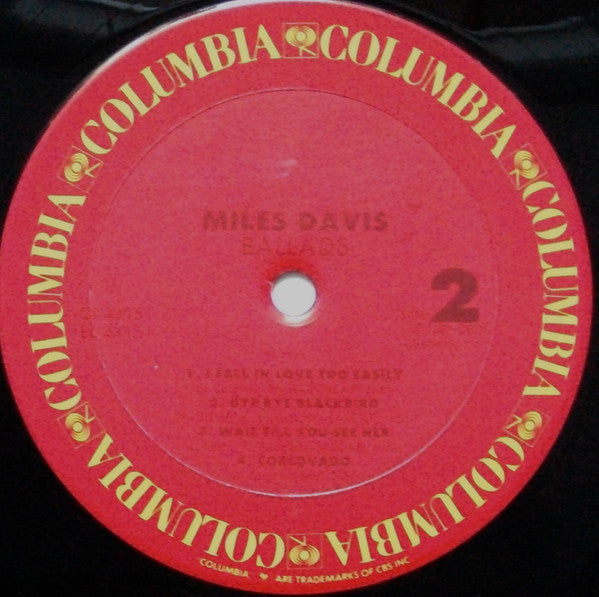 COLUMBIA COLUMBIA COLUMBIA COLUMBIA COLUMBIA COLUMBIA COLUMBIA COLUMBIA
MILES DAVIS
BALLADS
2
1. I FALL IN LOVE TOO EASILY
2. BYE BYE BLACKBIRD
3. WAIT TILL YOU SEE HER
4. CORCOVADO
COLUMBIA, ARE TRADEMARKS OF CBS INC